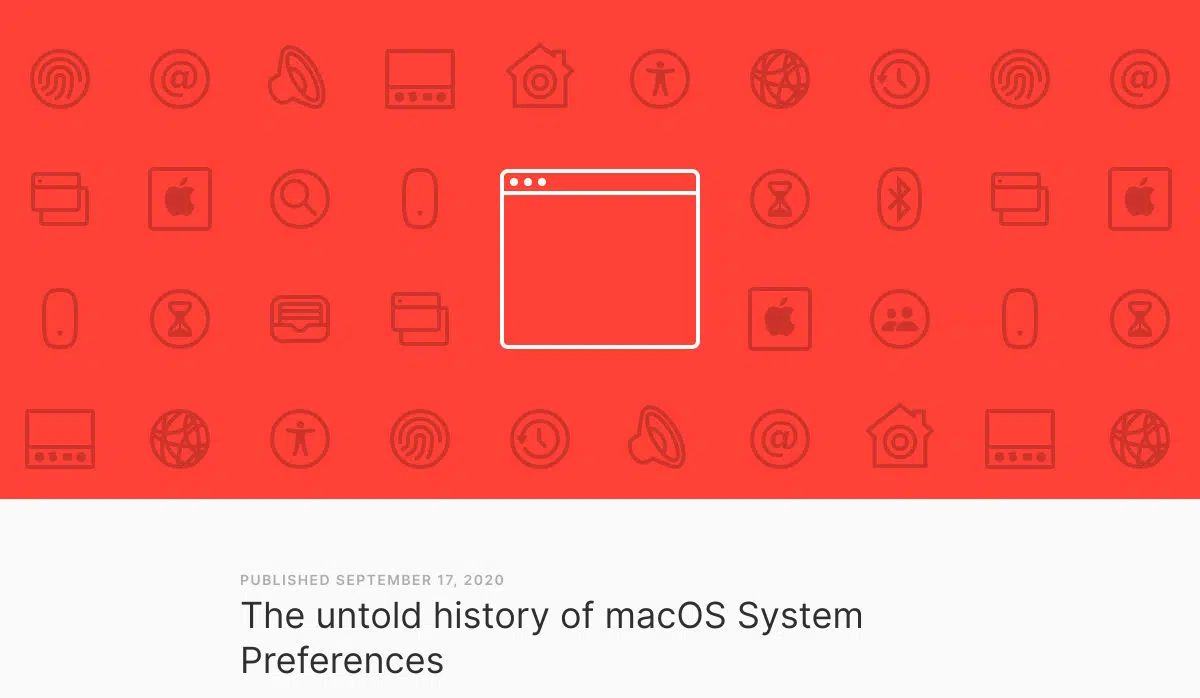 PUBLISHED SEPTEMBER 17, 2020
The untold history of macOS System
Preferences